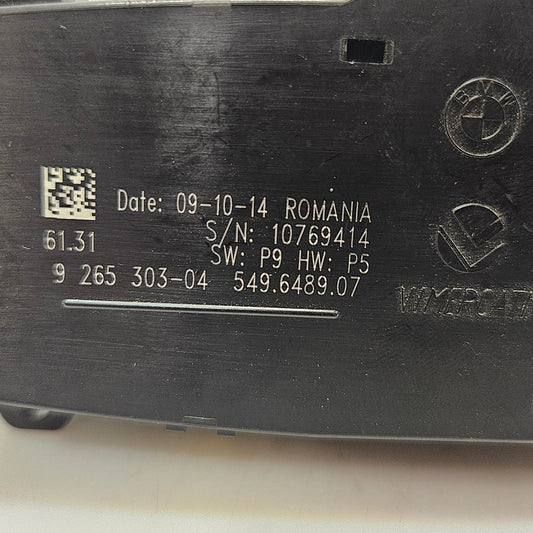 BMW
Date: 09-10-14 ROMANIA
S/N: 10769414
61.31
SW: P9 HW: P5
9 265 303-04 549.6489.07